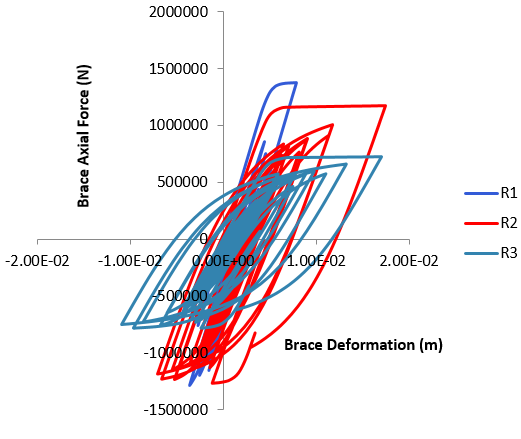 2000000
1500000
1000000
500000
0
-500000
-1000000
-1500000
Brace Axial Force (N)
-2.00E-02 -1.00E-02 0.00E+00 1.00E-02 2.00E-02
Brace Deformation (m)
R1
R2
R3